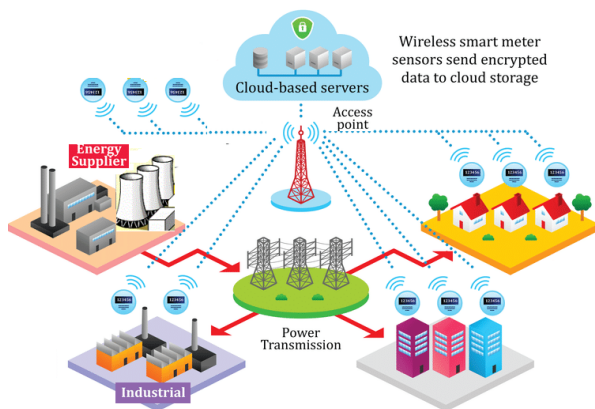 Wireless smart meter
sensors send encrypted
data to cloud storage
Cloud-based servers
Access
point
Energy
Supplier
123456
123456
123456
123456
123456
123456
123456
123456
Power
Transmission
Industrial